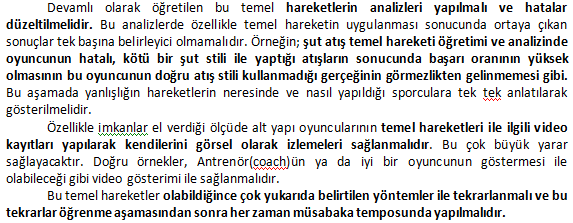 Devamlı olarak öğretilen bu temel hareketlerin analizleri yapılmalı ve hatalar
düzeltilmelidir. Bu analizlerde özellikle temel hareketin uygulanması sonucunda ortaya çıkan
sonuçlar tek başına belirleyici olmamalıdır. Örneğin; şut atış temel hareketi öğretimi ve analizinde
oyuncunun hatalı, kötü bir şut stili ile yaptığı atışların sonucunda başarı oranının yüksek
olmasının bu oyuncunun doğru atış stili kullanmadığı gerçeğinin görmezlikten gelinmemesi gibi.
Bu aşamada yanlışlığın hareketlerin neresinde ve nasıl yapıldığı sporculara tek tek anlatılarak
gösterilmelidir.
Özellikle imkanlar el verdiği ölçüde alt yapı oyuncularının temel hareketleri ile ilgili video
kayıtları yapılarak kendilerini görsel olarak izlemeleri sağlanmalıdır. Bu çok büyük yarar
sağlayacaktır. Doğru örnekler, Antrenör(coach)ün ya da iyi bir oyuncunun göstermesi ile
olabileceği gibi video gösterimi ile sağlanmalıdır.
Bu temel hareketler olabildiğince çok yukarıda belirtilen yöntemler ile tekrarlanmalı ve bu
tekrarlar öğrenme aşamasından sonra her zaman müsabaka temposunda yapılmalıdır.